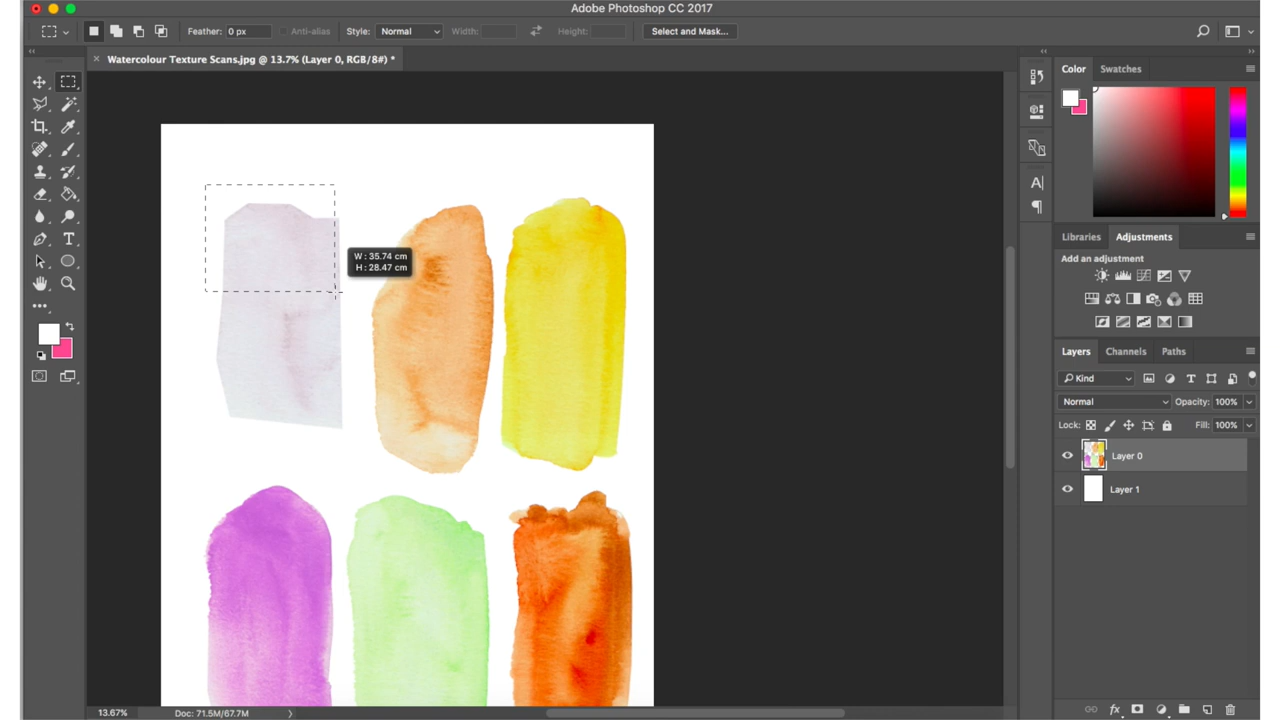 Adobe Photoshop CC 2017
Feather: 0 px Anti-alias Style: Normal Width: Height: Select and Mask...
× Watercolour Texture Scans.jpg @ 13.7% (Layer 0, RGB/8#) *
Color Swatches
W : 35.74 cm
H : 28.47 cm
Libraries Adjustments
Add an adjustment
Layers Channels Paths
Kind
Normal Opacity: 100%
Lock: Fill: 100%
Layer 0
Layer 1
13.67% Doc: 71.5M/67.7M